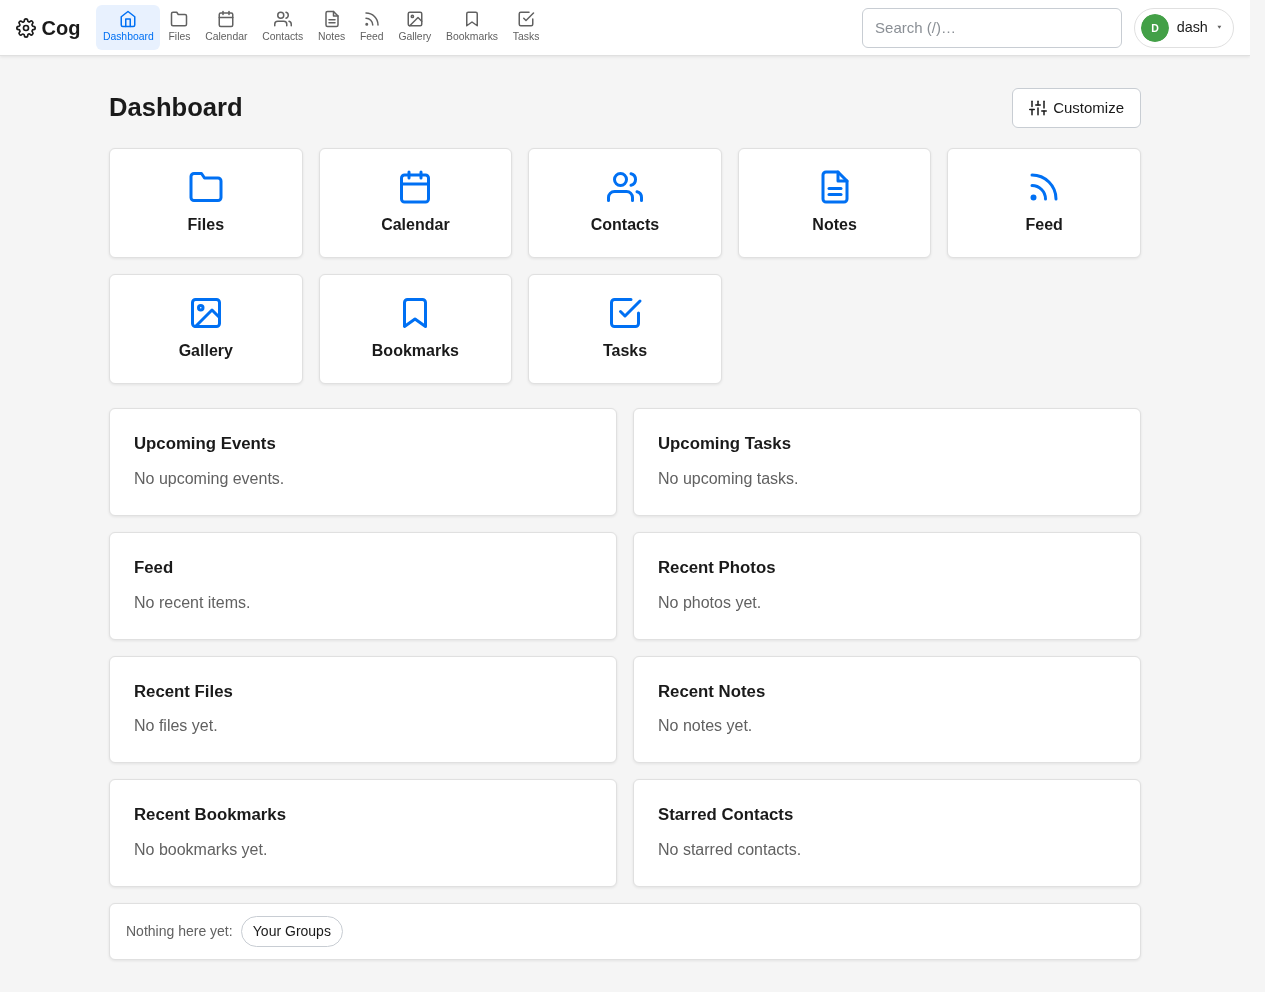 Cog
Dashboard Files Calendar Contacts Notes Feed Gallery Bookmarks Tasks
Search (/)…
D dash
Dashboard
Customize
Files Calendar Contacts Notes Feed
Gallery Bookmarks Tasks
Upcoming Events
No upcoming events.
Upcoming Tasks
No upcoming tasks.
Feed
No recent items.
Recent Photos
No photos yet.
Recent Files
No files yet.
Recent Notes
No notes yet.
Recent Bookmarks
No bookmarks yet.
Starred Contacts
No starred contacts.
Nothing here yet: Your Groups